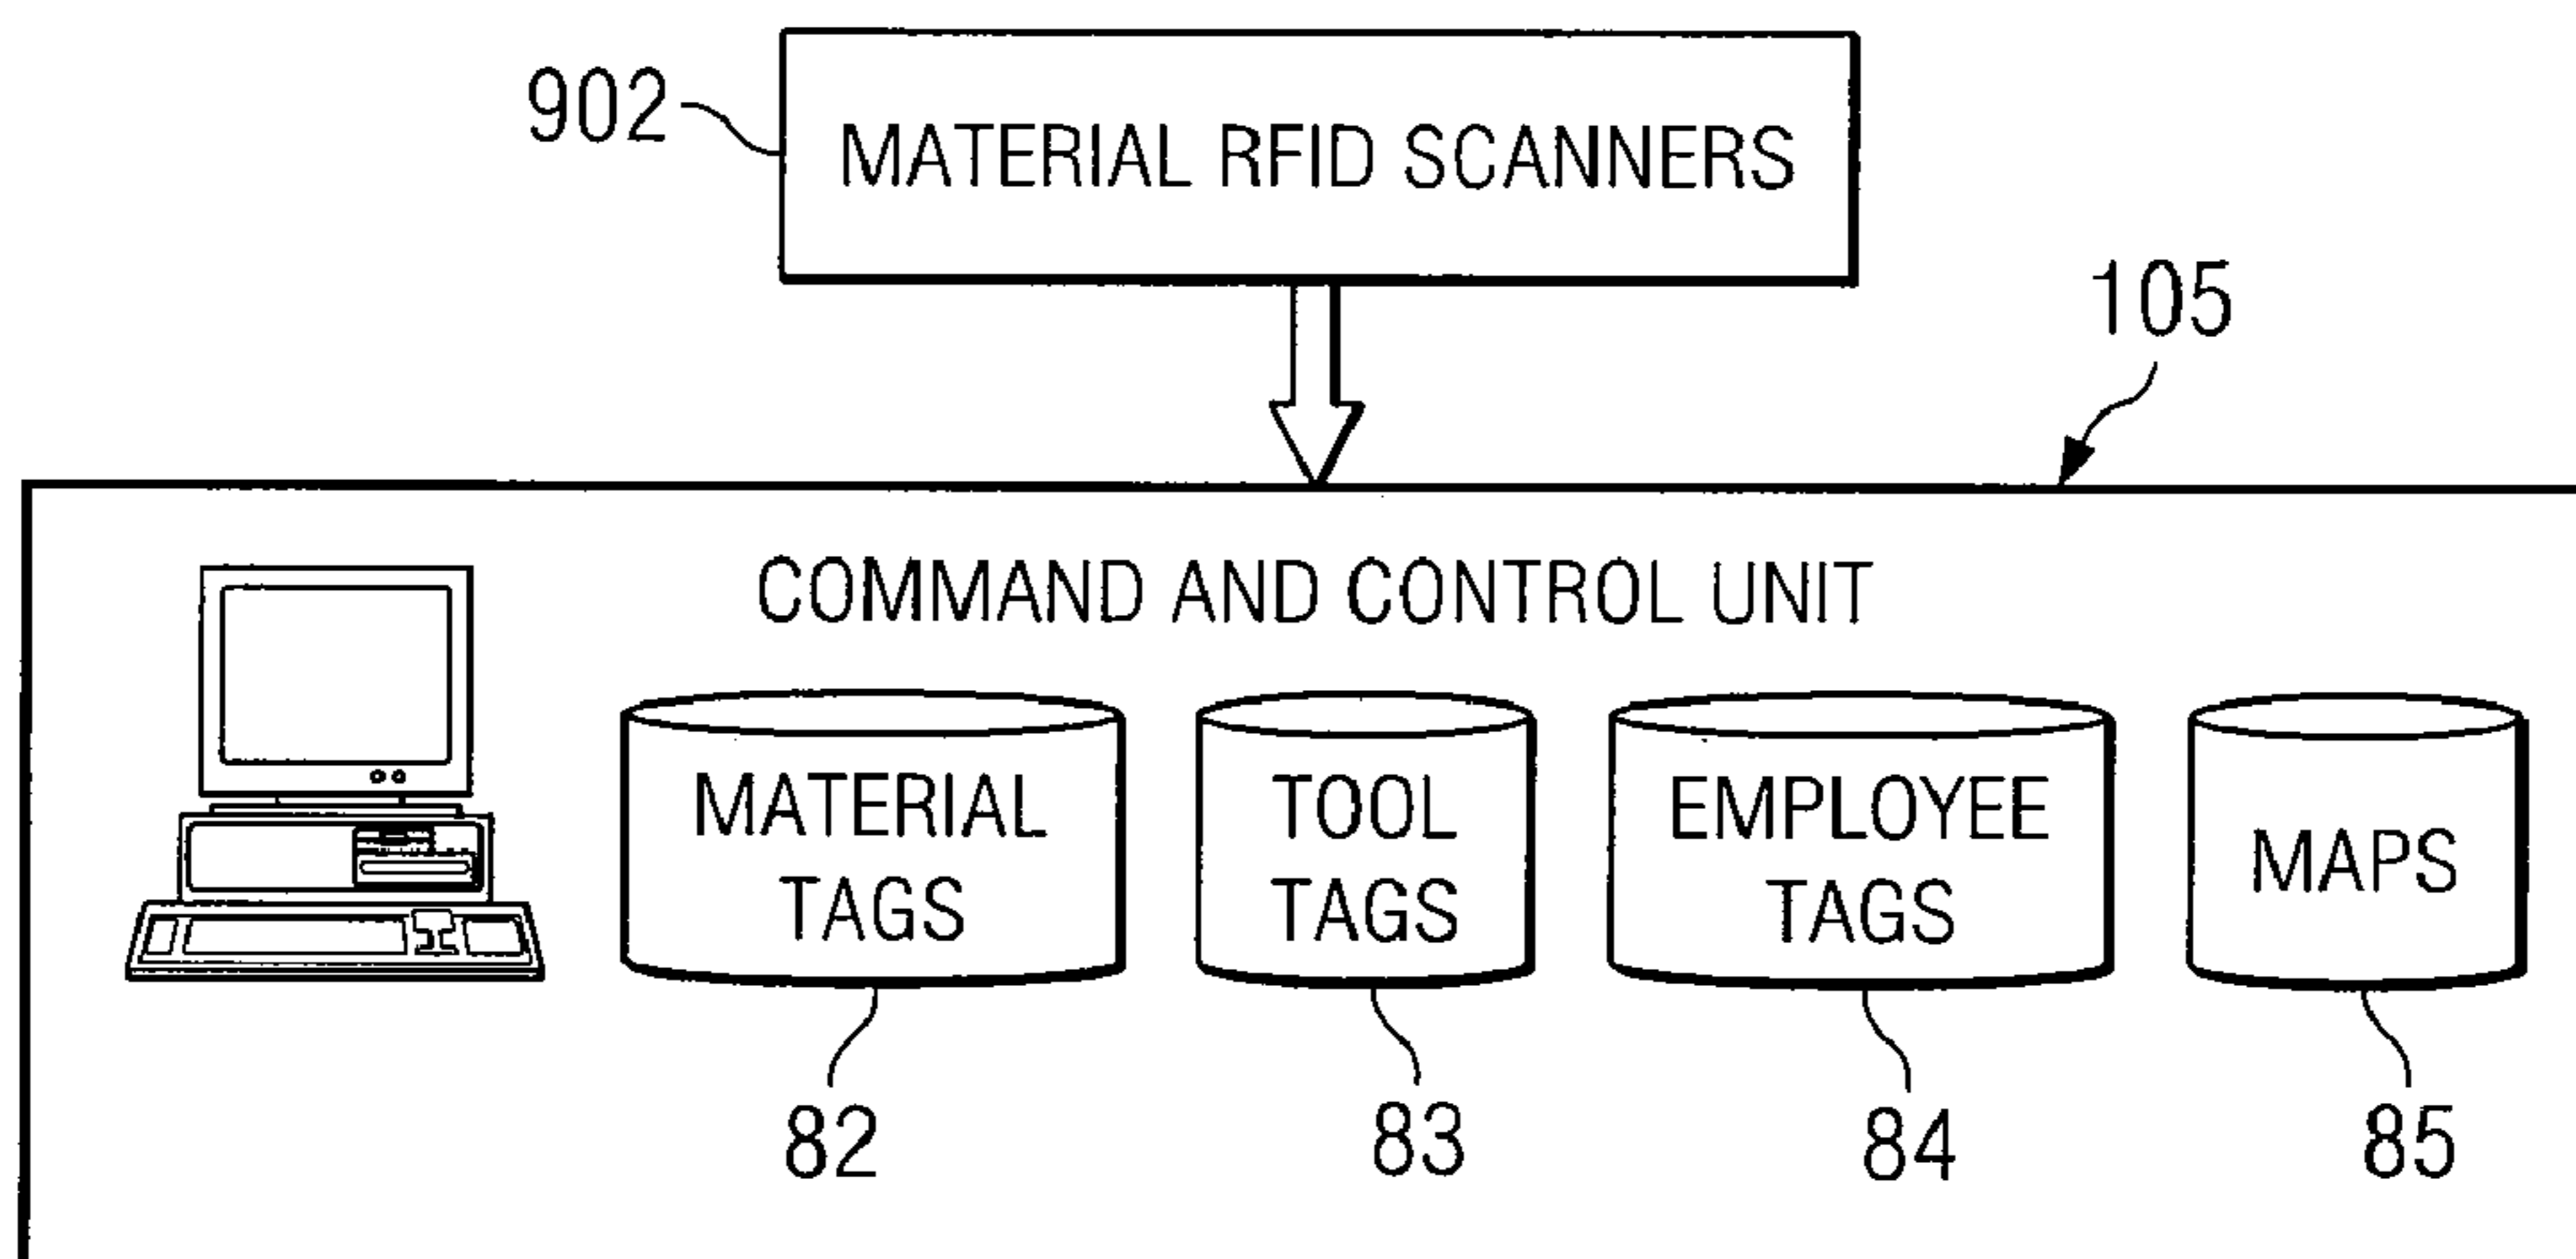 902
MATERIAL RFID SCANNERS
105
COMMAND AND CONTROL UNIT
MATERIAL
TAGS
TOOL
TAGS
EMPLOYEE
TAGS
MAPS
82
83
84
85